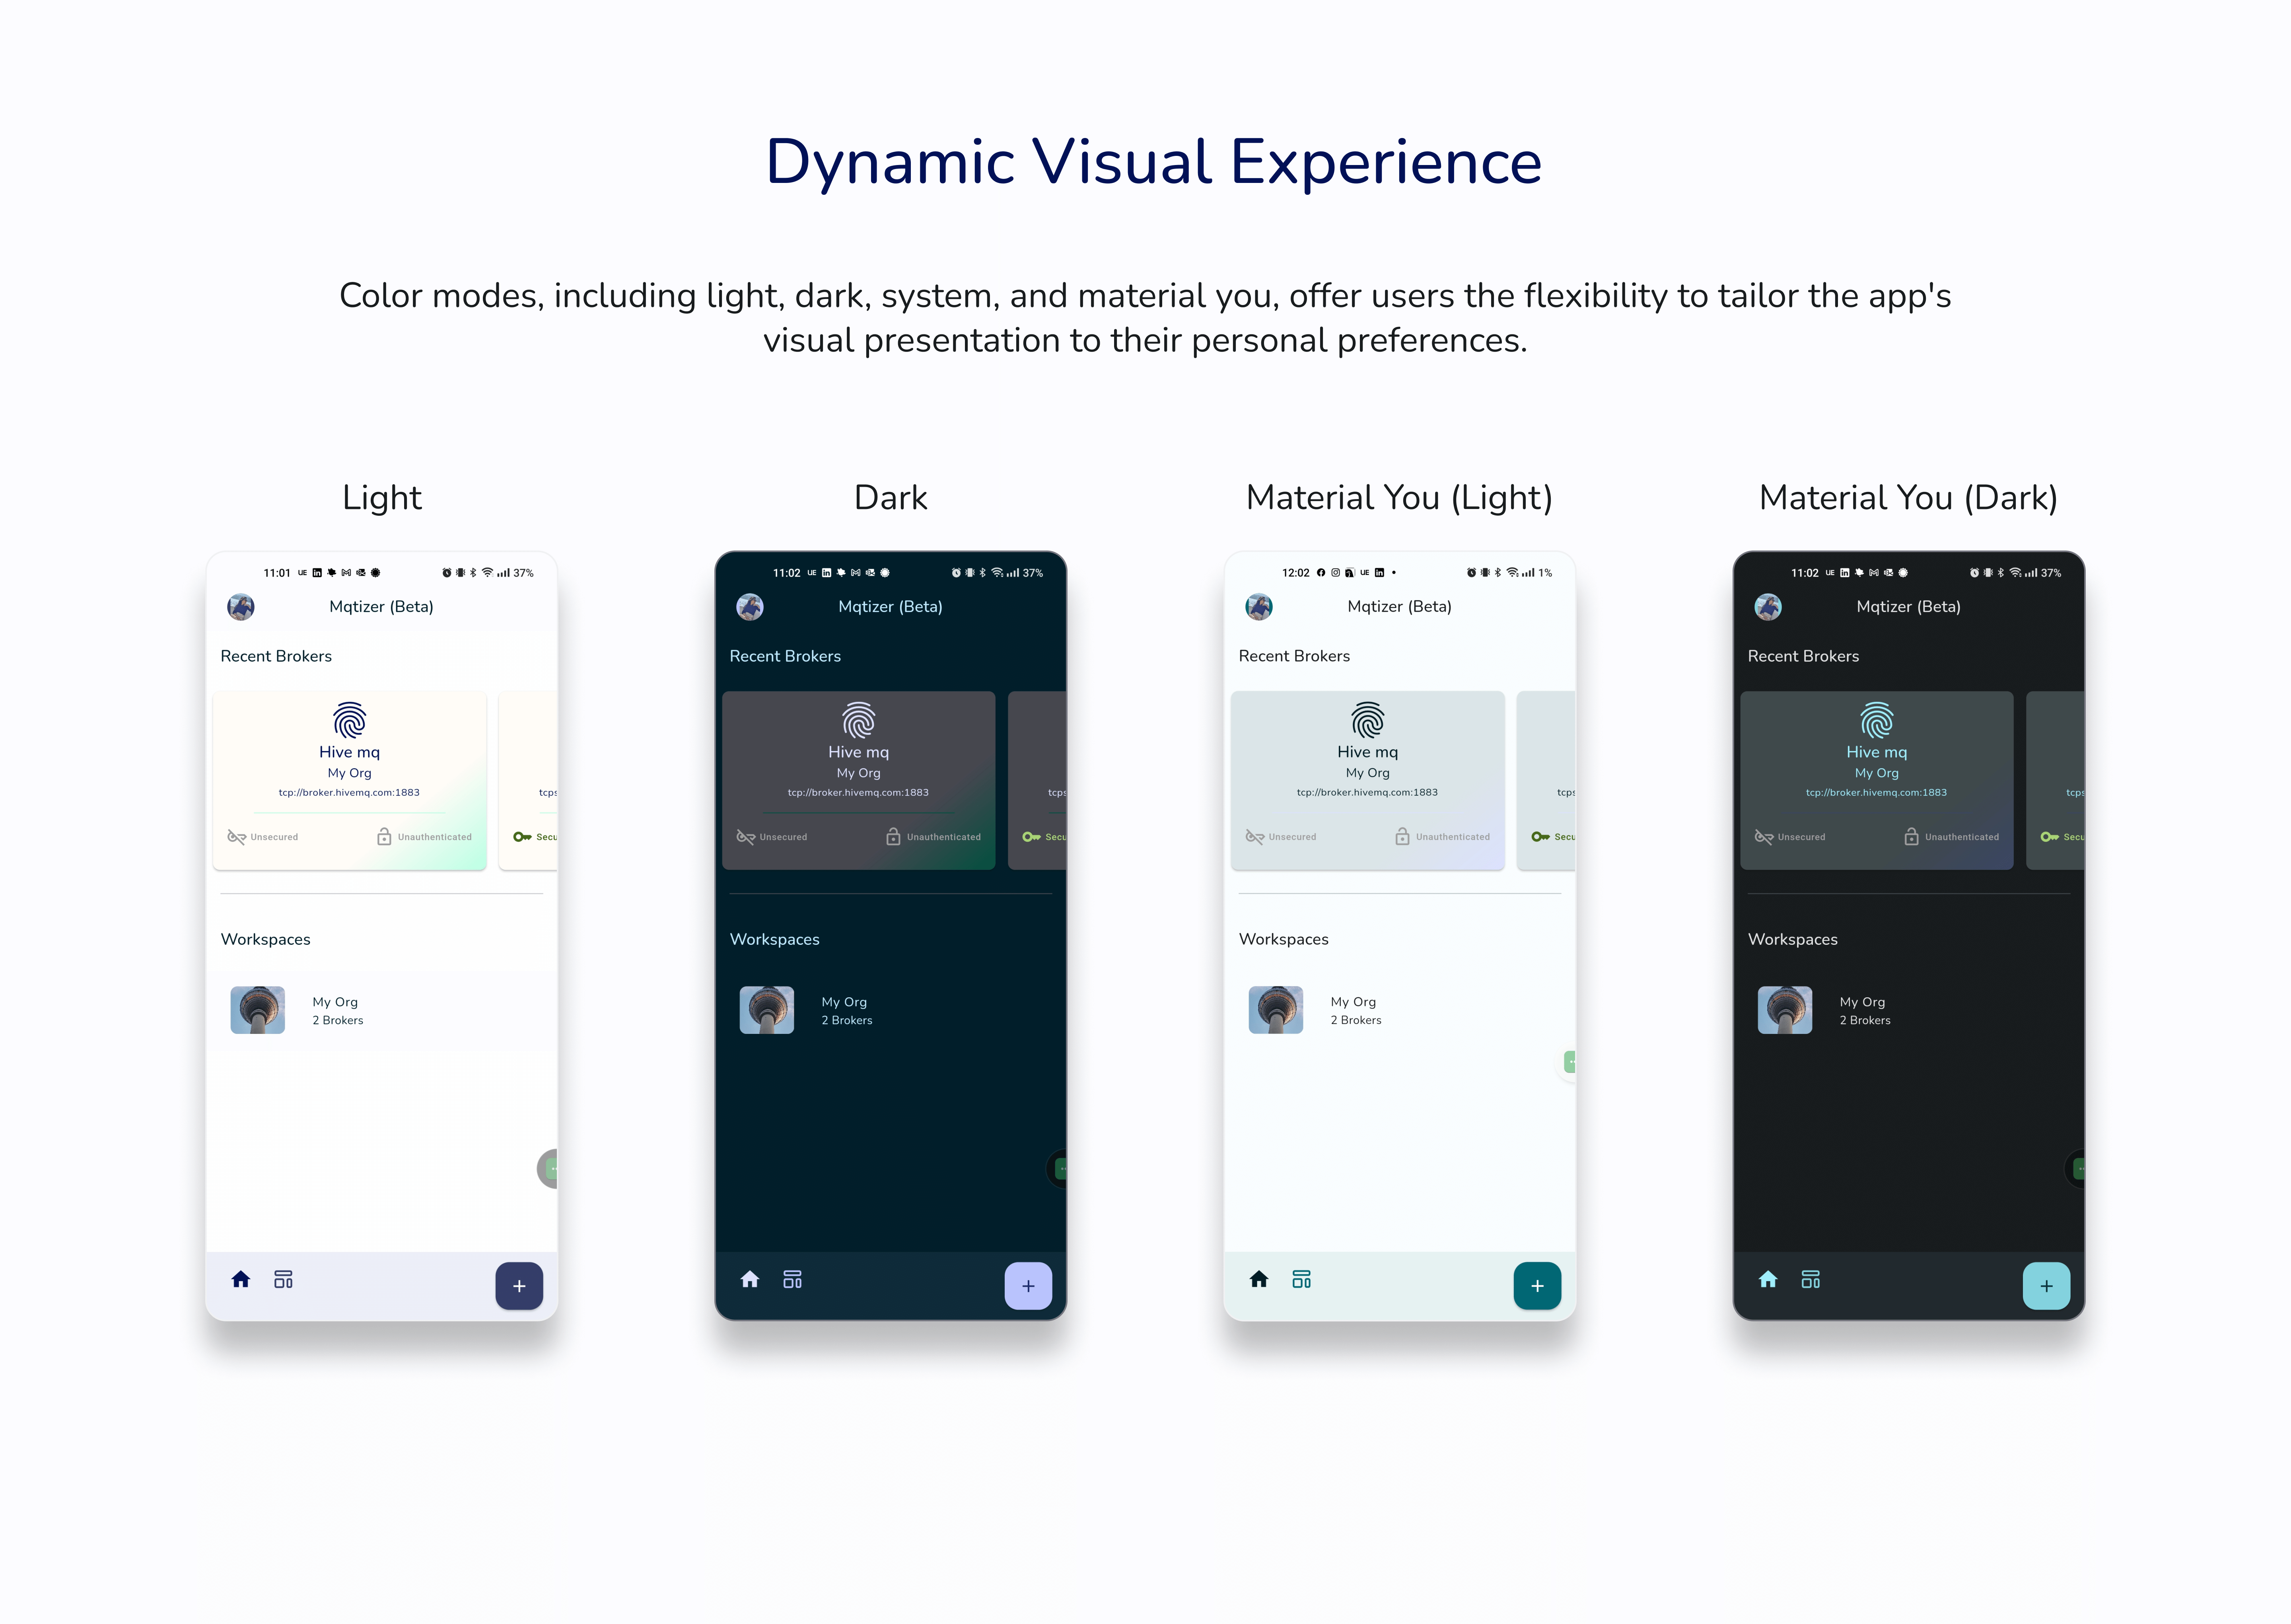 Dynamic Visual Experience
Color modes, including light, dark, system, and material you, offer users the flexibility to tailor the app's
visual presentation to their personal preferences.
Light
11:01 UE 37%
Mqtizer (Beta)
Recent Brokers
Hive mq
My Org
tcp://broker.hivemq.com:1883
tcps
Unsecured
Unauthenticated
Secu
Workspaces
My Org
2 Brokers
Dark
11:02 UE 37%
Mqtizer (Beta)
Recent Brokers
Hive mq
My Org
tcp://broker.hivemq.com:1883
tcps
Unsecured
Unauthenticated
Secu
Workspaces
My Org
2 Brokers
Material You (Light)
12:02 UE 1%
Mqtizer (Beta)
Recent Brokers
Hive mq
My Org
tcp://broker.hivemq.com:1883
tcps
Unsecured
Unauthenticated
Secu
Workspaces
My Org
2 Brokers
Material You (Dark)
11:02 UE 37%
Mqtizer (Beta)
Recent Brokers
Hive mq
My Org
tcp://broker.hivemq.com:1883
tcps
Unsecured
Unauthenticated
Secu
Workspaces
My Org
2 Brokers